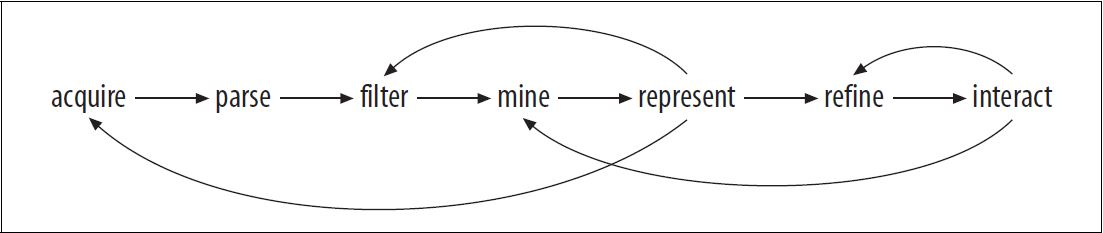 acquire parse filter mine represent refine interact